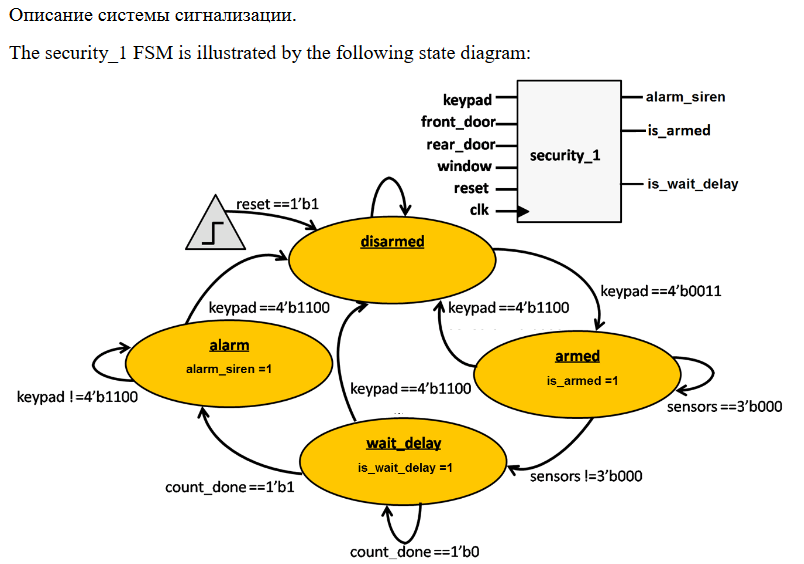 Описание системы сигнализации.
The security_1 FSM is illustrated by the following state diagram:
keypad
front_door
rear_door
window
reset
clk
security_1
alarm_siren
is_armed
is_wait_delay
reset ==1’b1
disarmed
keypad ==4’b0011
keypad ==4’b1100
keypad ==4’b1100
alarm
alarm_siren =1
armed
is_armed =1
keypad !=4’b1100
keypad ==4’b1100
sensors ==3’b000
wait_delay
is_wait_delay =1
count_done ==1’b1
sensors !=3’b000
count_done ==1’b0